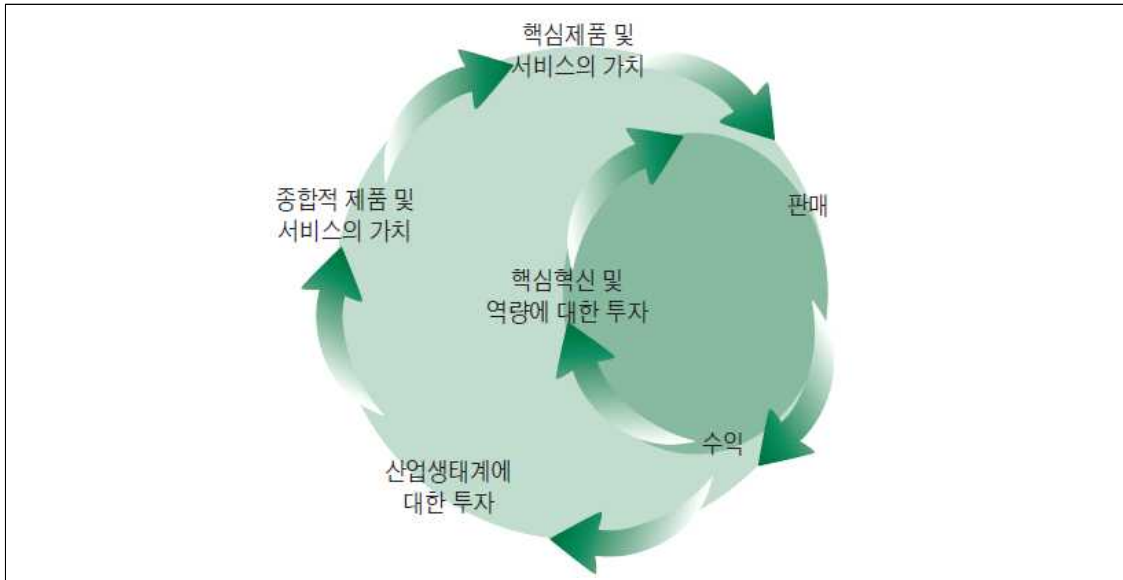 핵심제품 및
서비스의 가치
종합적 제품 및
서비스의 가치
판매
핵심혁신 및
역량에 대한 투자
수익
산업생태계에
대한 투자